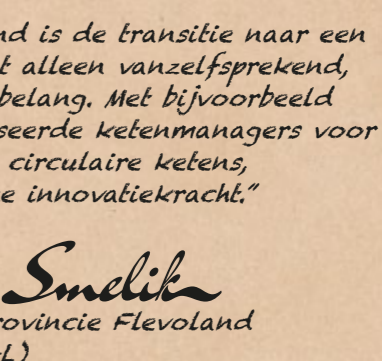 nd is de transitie naar een
t alleen vanzelfsprekend,
belang. Met bijvoorbeeld
seerde ketenmanagers voor
circulaire ketens,
e innovatiekracht.”
Smelik
rovincie Flevoland
L)